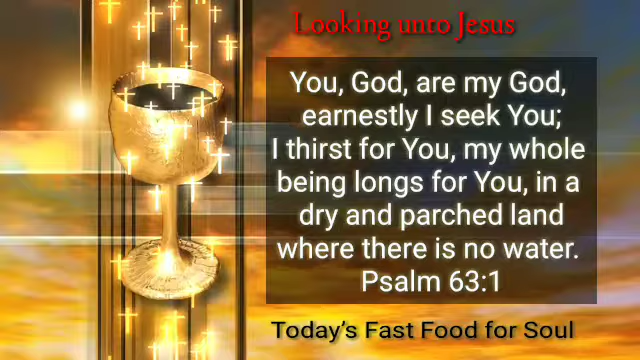 Looking unto Jesus
You, God, are my God,
earnestly I seek You;
I thirst for You, my whole
being longs for You, in a
dry and parched land
where there is no water.
Psalm 63:1
Today's Fast Food for Soul